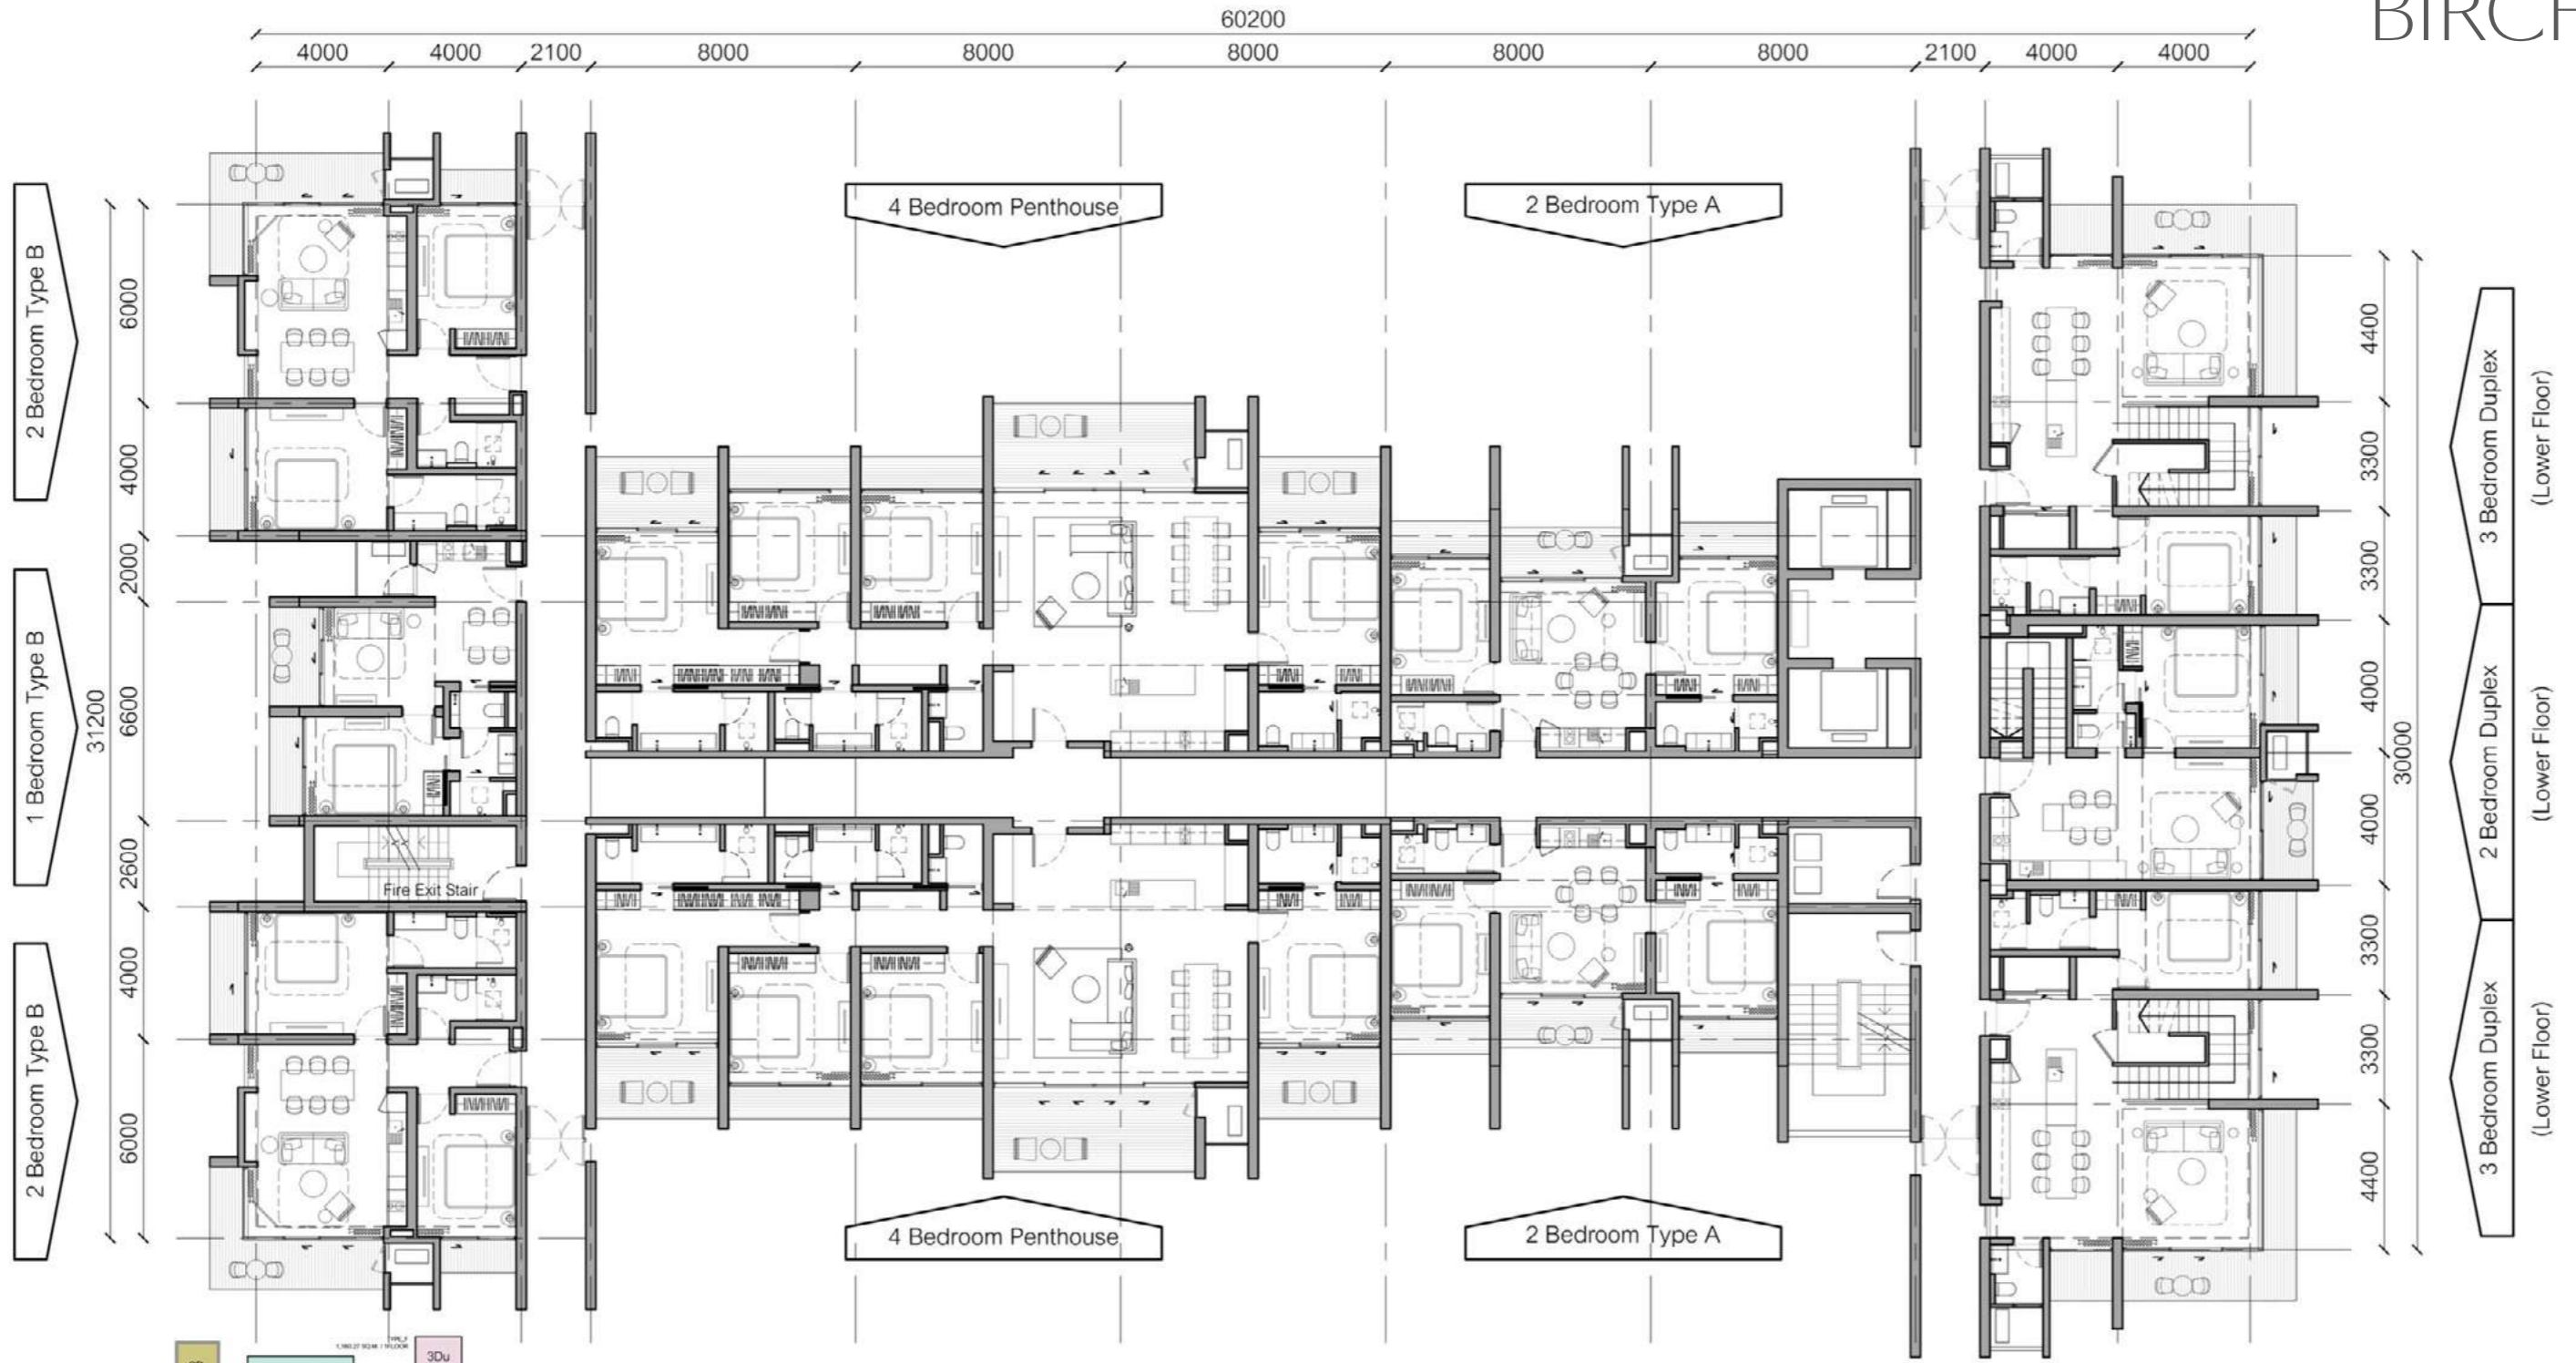 BIRCH
60200
4000 4000 2100 8000 8000 8000 8000 8000 2100 4000 4000
4 Bedroom Penthouse
2 Bedroom Type A
2 Bedroom Type B
1 Bedroom Type B
2 Bedroom Type B
31200
6000
4000
2000
6600
2600
4000
6000
Fire Exit Stair
4400
3300
3300
4000
4000
3300
3300
4400
30000
3 Bedroom Duplex
(Lower Floor)
2 Bedroom Duplex
(Lower Floor)
3 Bedroom Duplex
(Lower Floor)
4 Bedroom Penthouse
2 Bedroom Type A
3Du